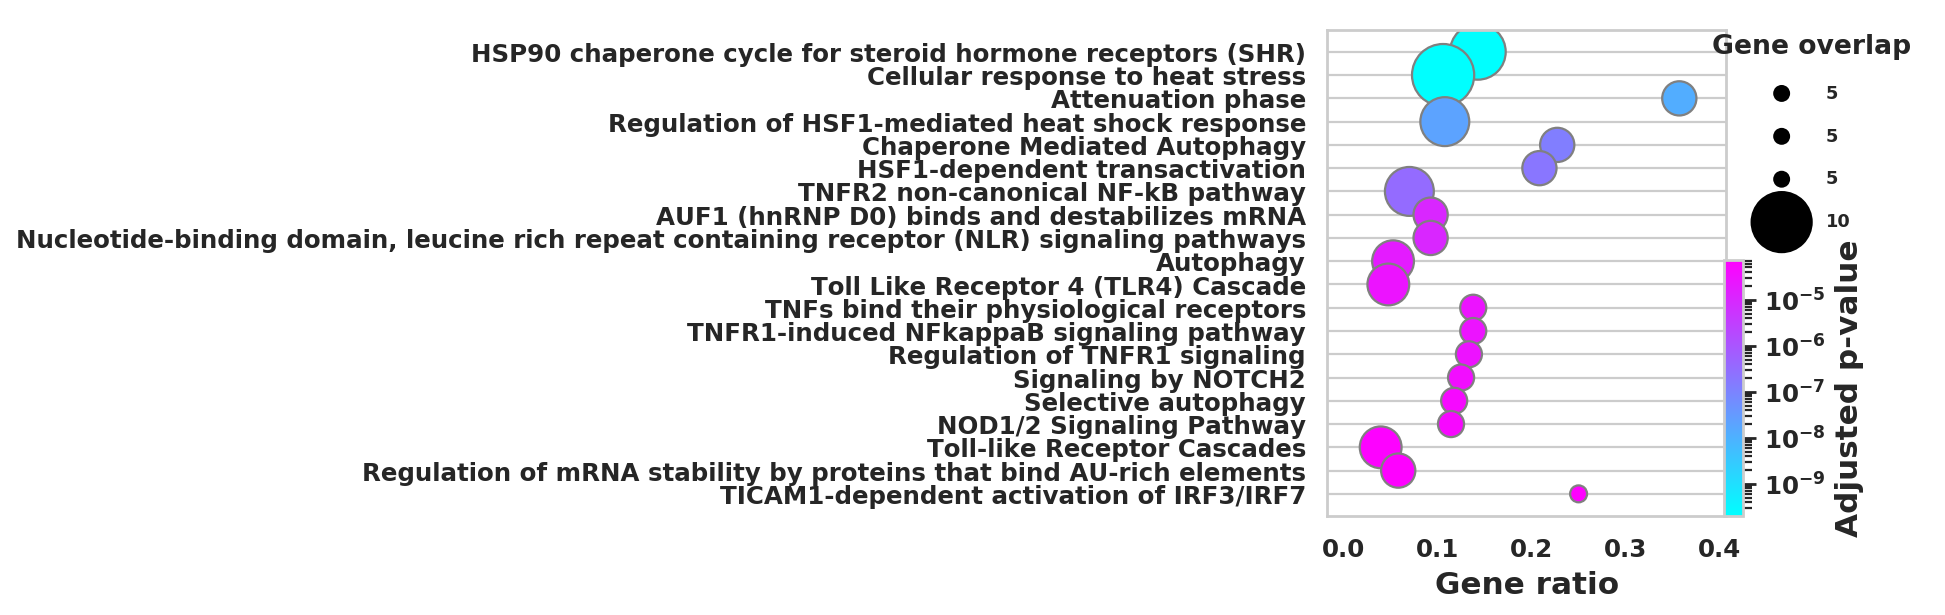 HSP90 chaperone cycle for steroid hormone receptors (SHR)
Cellular response to heat stress
Attenuation phase
Regulation of HSF1-mediated heat shock response
Chaperone Mediated Autophagy
HSF1-dependent transactivation
TNFR2 non-canonical NF-kB pathway
AUF1 (hnRNP D0) binds and destabilizes mRNA
Nucleotide-binding domain, leucine rich repeat containing receptor (NLR) signaling pathways
Autophagy
Toll Like Receptor 4 (TLR4) Cascade
TNFs bind their physiological receptors
TNFR1-induced NFkappaB signaling pathway
Regulation of TNFR1 signaling
Signaling by NOTCH2
Selective autophagy
NOD1/2 Signaling Pathway
Toll-like Receptor Cascades
Regulation of mRNA stability by proteins that bind AU-rich elements
TICAM1-dependent activation of IRF3/IRF7
0.0 0.1 0.2 0.3 0.4
Gene ratio
Gene overlap
5
5
5
10
10⁻⁵
10⁻⁶
10⁻⁷
10⁻⁸
10⁻⁹
Adjusted p-value